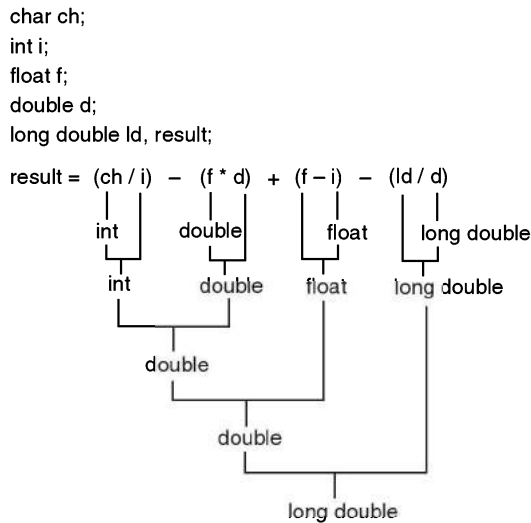 char ch;
int i;
float f;
double d;
long double ld, result;
result = (ch / i) – (f * d) + (f – i) – (ld / d)
int double float long double
int double float long double
double
double
long double